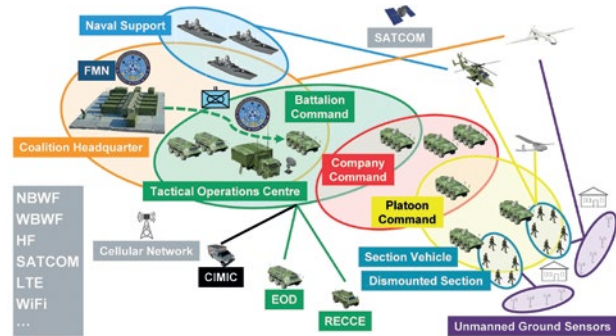 Naval Support
SATCOM
FMN
Battalion
Command
Coalition Headquarter
Company
Command
Tactical Operations Centre
Platoon
Command
NBWF
WBWF
HF
SATCOM
LTE
WiFi
...
Cellular Network
CIMIC
Section Vehicle
Dismounted Section
EOD
RECCE
Unmanned Ground Sensors